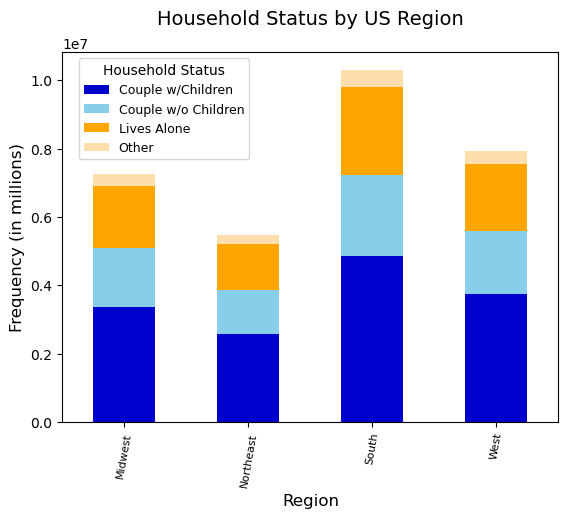 Household Status by US Region
1e7
Household Status
Couple w/Children
Couple w/o Children
Lives Alone
Other
1.0
0.8
0.6
0.4
0.2
0.0
Frequency (in millions)
Midwest
Northeast
South
West
Region